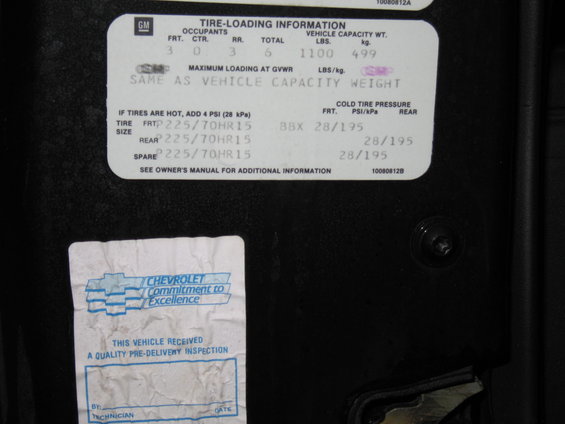 10080812A
GM
TIRE-LOADING INFORMATION
OCCUPANTS VEHICLE CAPACITY WT.
FRT. CTR. RR. TOTAL LBS. kg.
3 0 3 6 1100 499
MAXIMUM LOADING AT GVWR LBS/kg.
SAME AS VEHICLE CAPACITY WEIGHT
COLD TIRE PRESSURE
IF TIRES ARE HOT, ADD 4 PSI (28 kPa) FRT. PSI/kPa REAR
TIRE SIZE FRT. P225/70HR15 BBX 28/195
REAR P225/70HR15 28/195
SPARE P225/70HR15 28/195
SEE OWNER'S MANUAL FOR ADDITIONAL INFORMATION 10080812B
CHEVROLET
Commitment to
Excellence
THIS VEHICLE RECEIVED
A QUALITY PRE-DELIVERY INSPECTION
BY:
TECHNICIAN DATE